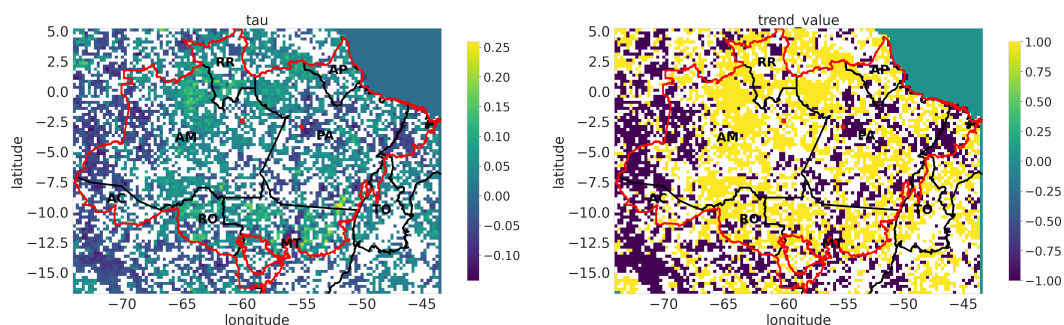 tau
5.0
2.5
0.0
−2.5
−5.0
−7.5
−10.0
−12.5
−15.0
latitude
−70
−65
−60
−55
−50
−45
longitude
RR
AP
AM
PA
AC
RO
TO
MT
0.25
0.20
0.15
0.10
0.05
0.00
−0.05
−0.10
trend_value
5.0
2.5
0.0
−2.5
−5.0
−7.5
−10.0
−12.5
−15.0
latitude
−70
−65
−60
−55
−50
−45
longitude
RR
AP
AM
PA
AC
RO
TO
MT
1.00
0.75
0.50
0.25
0.00
−0.25
−0.50
−0.75
−1.00